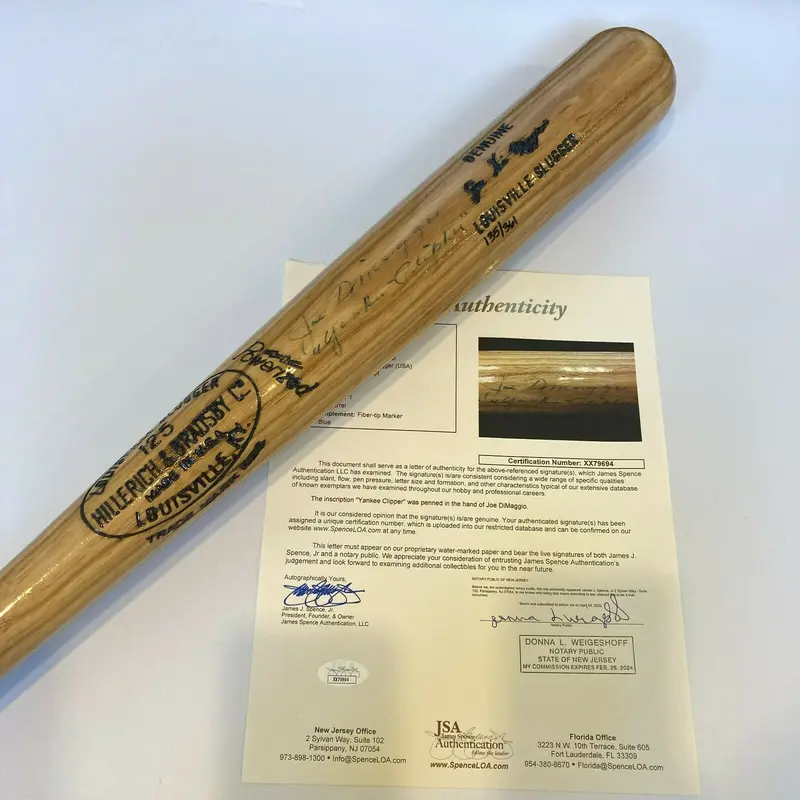 GENUINE
LOUISVILLE SLUGGER
135/361
Joe DiMaggio
"Yankee Clipper"
Powerized
125
HILLERICH & BRADSBY Co
MADE IN U.S.A.
LOUISVILLE, KY.
TRADE MARK
Authenticity
(USA)
1
Fiber-tip Marker
Blue
Certification Number: XX79694
This document shall serve as a letter of authenticity for the above-referenced signature(s), which James Spence
Authentication LLC has examined. The signature(s) is/are consistent considering a wide range of specific qualities
including slant, flow, pen pressure, letter size and formation, and other characteristics typical of our extensive database
of known exemplars we have examined throughout our hobby and professional careers.
The inscription "Yankee Clipper" was penned in the hand of Joe DiMaggio.
It is our considered opinion that the signature(s) is/are genuine. Your authenticated signature(s) has been
assigned a unique certification number, which is uploaded into our restricted database and can be confirmed on our
website www.SpenceLOA.com at any time.
This letter must appear on our proprietary water-marked paper and bear the live signatures of both James J.
Spence, Jr and a notary public. We appreciate your consideration of entrusting James Spence Authentication's
judgement and look forward to examining additional collectibles for you in the near future.
Autographically Yours,
James J. Spence, Jr.
President, Founder, & Owner
James Spence Authentication, LLC
NOTARY PUBLIC OF NEW JERSEY
Notary Public
DONNA L. WEIGESHOFF
NOTARY PUBLIC
STATE OF NEW JERSEY
MY COMMISSION EXPIRES FEB. 26, 2024
XX79694
New Jersey Office
2 Sylvan Way, Suite 102
Parsippany, NJ 07054
973-898-1300 • Info@SpenceLOA.com
JSA
James Spence
Authentication
www.SpenceLOA.com
Florida Office
3223 N.W. 10th Terrace, Suite 605
Fort Lauderdale, FL 33309
954-380-8670 • Florida@SpenceLOA.com